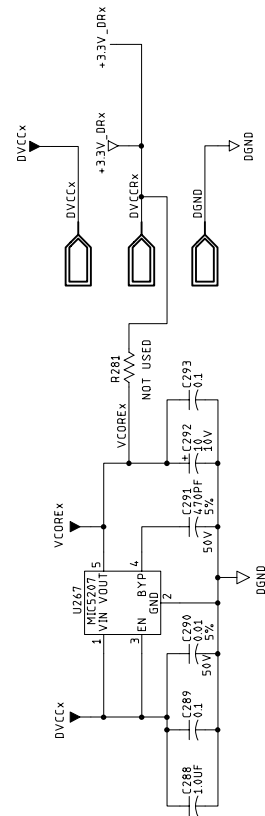 DVCCx
DVCCx
+3.3V_DRx
+3.3V_DRx
DVCCRx
DGND
DGND
R281
NOT USED
VCOREx
VCOREx
C293
0.1
C292
10
10V
+
C291
470PF
5%
50V
U267
MIC5207
VIN VOUT
EN BYP
GND
1
5
3
4
2
DGND
C290
0.01
5%
50V
DVCCx
C289
0.1
C288
1.0UF